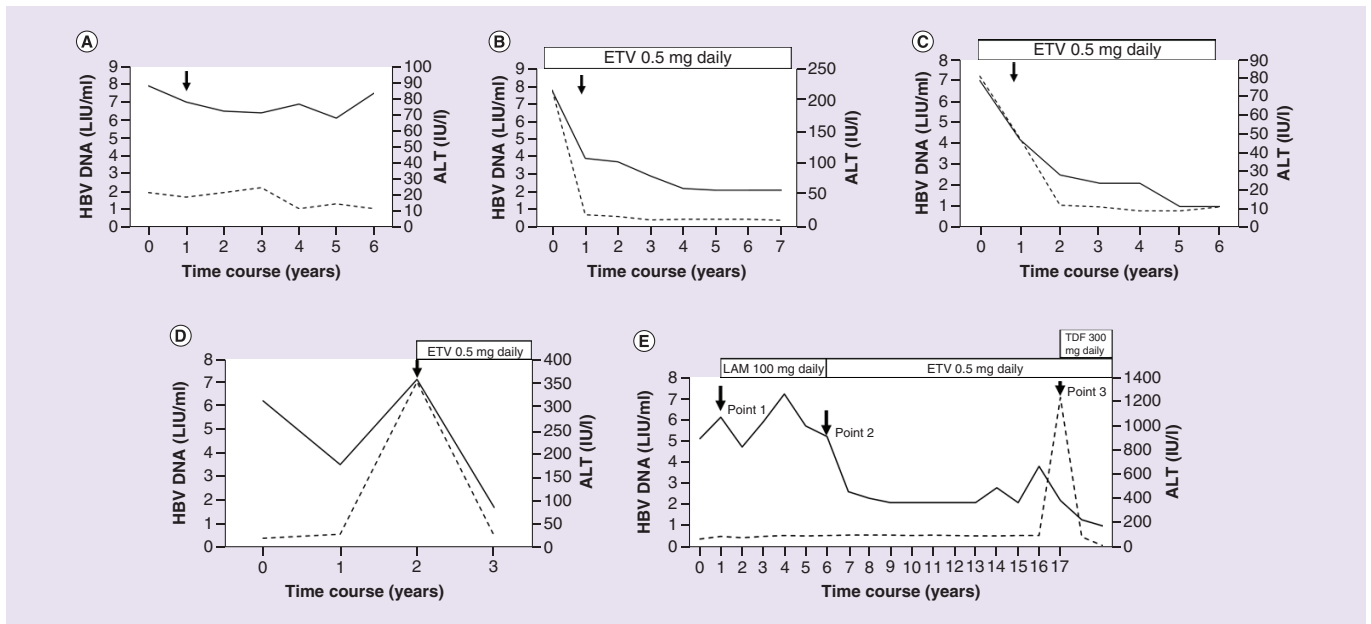 A
9
8
7
6
5
4
3
2
1
0
HBV DNA (LIU/ml)
100
90
80
70
60
50
40
30
20
10
0
ALT (IU/l)
0 1 2 3 4 5 6
Time course (years)
B
ETV 0.5 mg daily
9
8
7
6
5
4
3
2
1
0
HBV DNA (LIU/ml)
250
200
150
100
50
0
ALT (IU/l)
0 1 2 3 4 5 6 7
Time course (years)
C
ETV 0.5 mg daily
8
7
6
5
4
3
2
1
0
HBV DNA (LIU/ml)
90
80
70
60
50
40
30
20
10
0
ALT (IU/l)
0 1 2 3 4 5 6
Time course (years)
D
ETV 0.5 mg daily
8
7
6
5
4
3
2
1
0
HBV DNA (LIU/ml)
400
350
300
250
200
150
100
50
0
ALT (IU/l)
0 1 2 3
Time course (years)
E
TDF 300
mg daily
LAM 100 mg daily
ETV 0.5 mg daily
8
7
6
5
4
3
2
1
0
HBV DNA (LIU/ml)
Point 1
Point 2
Point 3
1400
1200
1000
800
600
400
200
0
ALT (IU/l)
0 1 2 3 4 5 6 7 8 9 10 11 12 13 14 15 16 17
Time course (years)